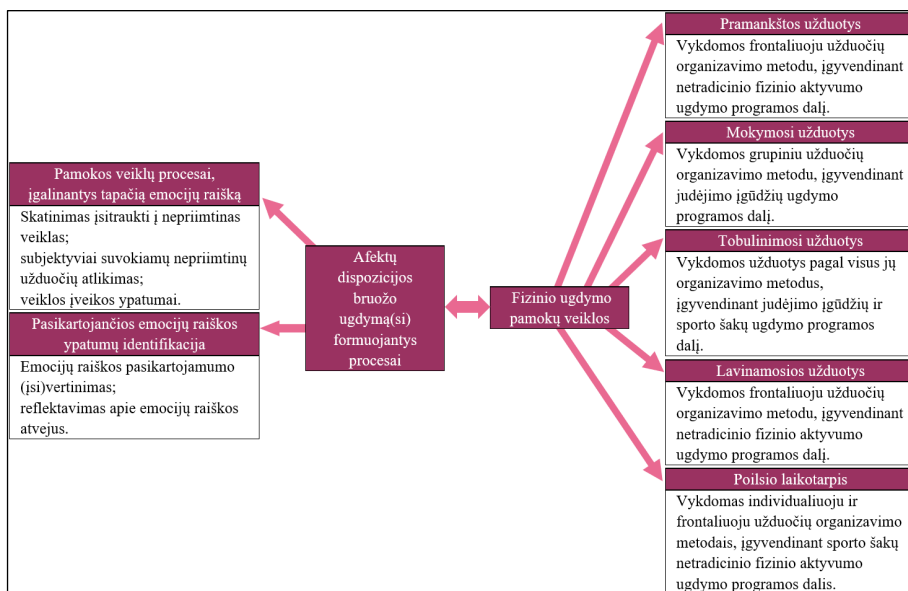 Pamokos veiklų procesai,
įgalinantys tapačią emocijų raišką
Skatinimas įsitraukti į nepriimtinas
veiklas;
subjektyviai suvokiamų nepriimtinų
užduočių atlikimas;
veiklos įveikos ypatumai.
Pasikartojančios emocijų raiškos
ypatumų identifikacija
Emocijų raiškos pasikartojamumo
(įsi)vertinimas;
reflektavimas apie emocijų raiškos
atvejus.
Afektų
dispozicijos
bruožo
ugdymą(si)
formuojantys
procesai
Fizinio ugdymo
pamokų veiklos
Pramankštos užduotys
Vykdomos frontaliuoju užduočių
organizavimo metodu, įgyvendinant
netradicinio fizinio aktyvumo
ugdymo programos dalį.
Mokymosi užduotys
Vykdomos grupiniu užduočių
organizavimo metodu, įgyvendinant
judėjimo įgūdžių ugdymo
programos dalį.
Tobulinimosi užduotys
Vykdomos užduotys pagal visus jų
organizavimo metodus,
įgyvendinant judėjimo įgūdžių ir
sporto šakų ugdymo programos
dalį.
Lavinamosios užduotys
Vykdomos frontaliuoju užduočių
organizavimo metodu, įgyvendinant
netradicinio fizinio aktyvumo
ugdymo programos dalį.
Poilsio laikotarpis
Vykdomas individualiuoju ir
frontaliuoju užduočių organizavimo
metodais, įgyvendinant sporto šakų
netradicinio fizinio aktyvumo
ugdymo programos dalis.